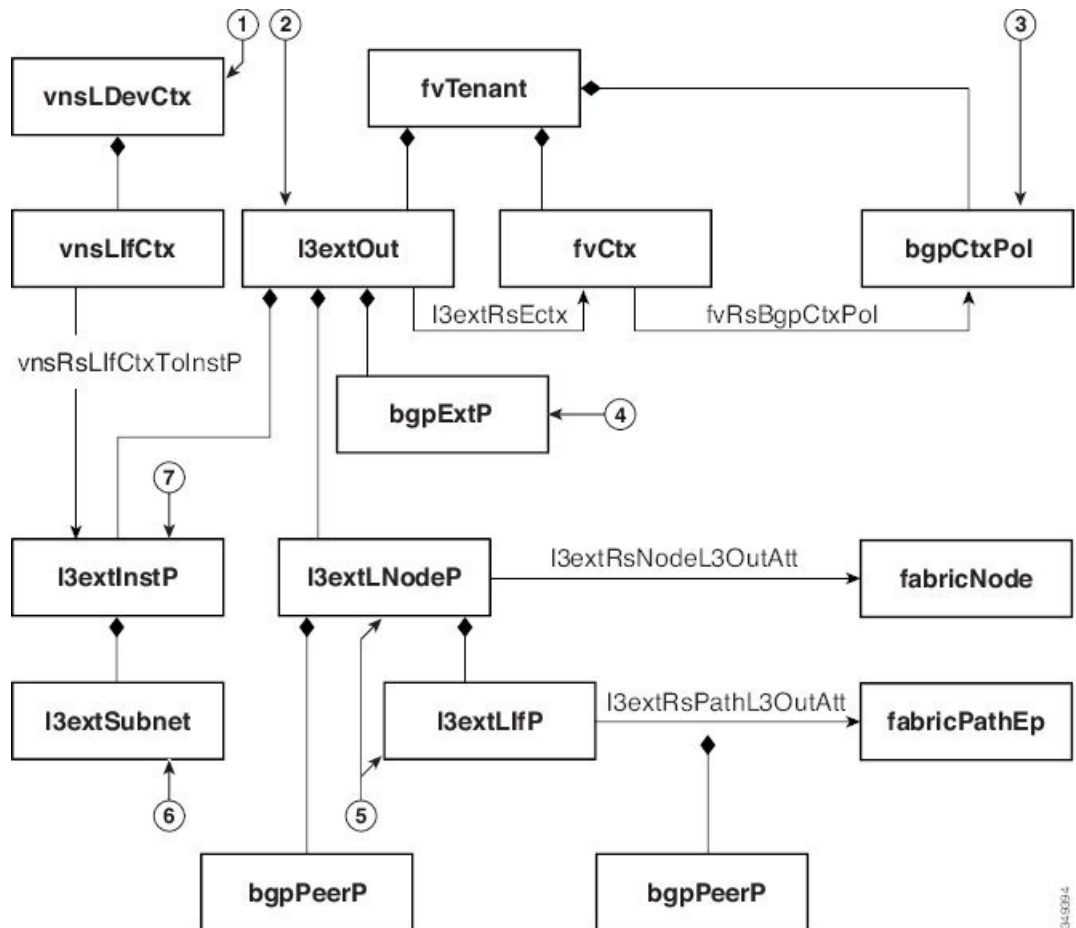 1
2
3
vnsLDevCtx
fvTenant
vnsLIfCtx
l3extOut
fvCtx
bgpCtxPol
l3extRsEctx
fvRsBgpCtxPol
vnsRsLIfCtxToInstP
bgpExtP
4
7
l3extInstP
l3extLNodeP
l3extRsNodeL3OutAtt
fabricNode
l3extSubnet
l3extLIfP
l3extRsPathL3OutAtt
fabricPathEp
6
5
bgpPeerP
bgpPeerP
349394